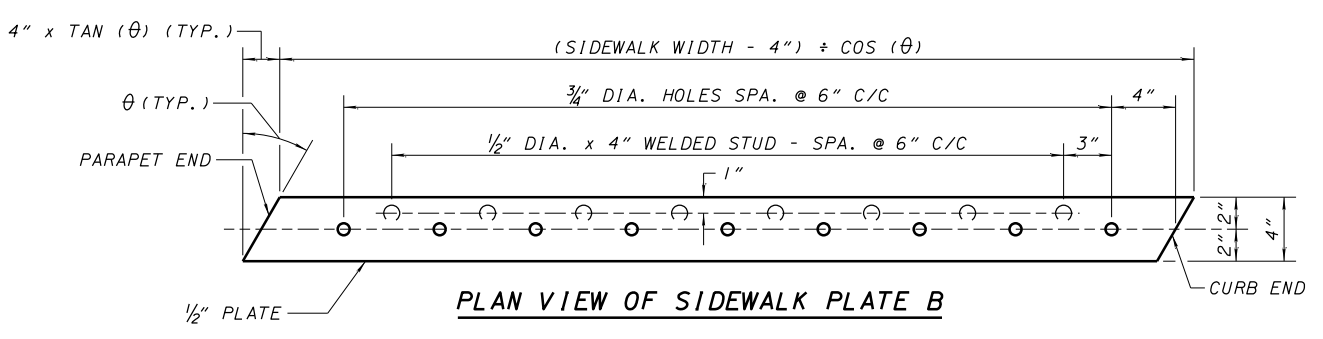 4" x TAN (θ) (TYP.)
(SIDEWALK WIDTH - 4") ÷ COS (θ)
θ (TYP.)
3/4" DIA. HOLES SPA. @ 6" C/C
4"
PARAPET END
1/2" DIA. x 4" WELDED STUD - SPA. @ 6" C/C
3"
1"
2"
2"
4"
CURB END
1/2" PLATE
PLAN VIEW OF SIDEWALK PLATE B